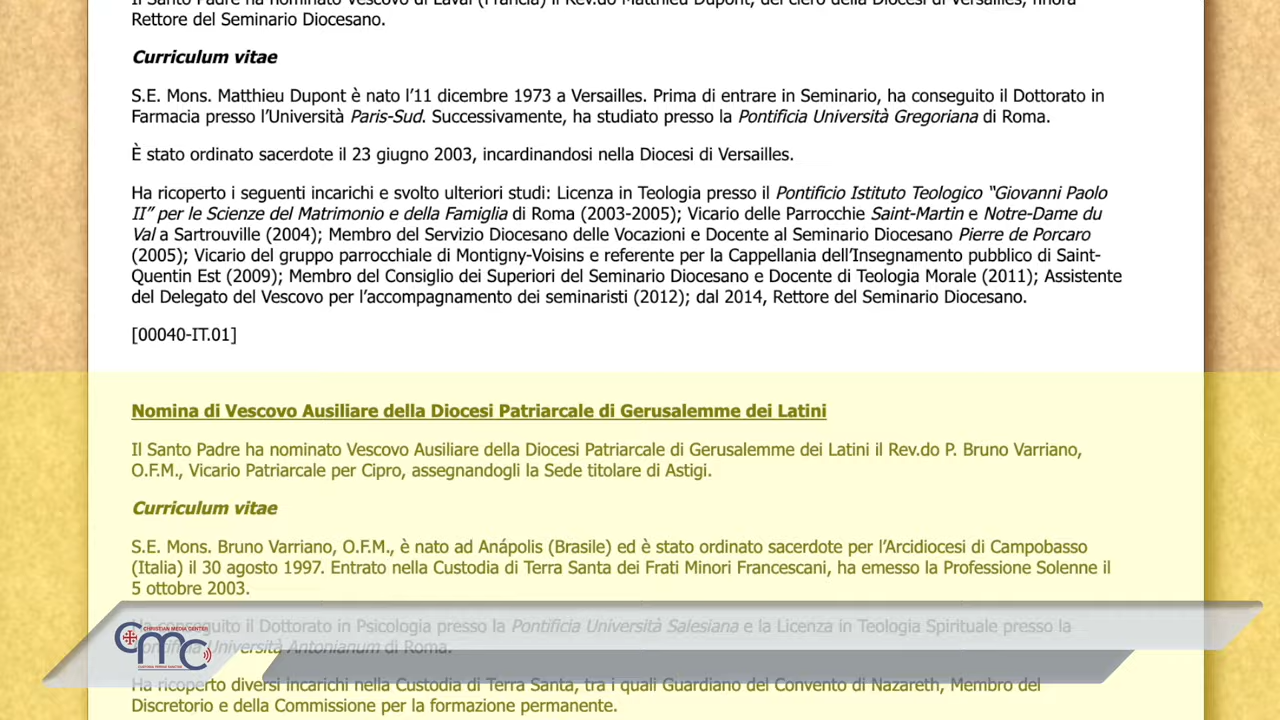 Il Santo Padre ha nominato Vescovo di Laval (Francia) il Rev.do Matthieu Dupont, del clero della Diocesi di Versailles, finora
Rettore del Seminario Diocesano.
Curriculum vitae
S.E. Mons. Matthieu Dupont è nato l’11 dicembre 1973 a Versailles. Prima di entrare in Seminario, ha conseguito il Dottorato in
Farmacia presso l’Università Paris-Sud. Successivamente, ha studiato presso la Pontificia Università Gregoriana di Roma.
È stato ordinato sacerdote il 23 giugno 2003, incardinandosi nella Diocesi di Versailles.
Ha ricoperto i seguenti incarichi e svolto ulteriori studi: Licenza in Teologia presso il Pontificio Istituto Teologico “Giovanni Paolo
II” per le Scienze del Matrimonio e della Famiglia di Roma (2003-2005); Vicario delle Parrocchie Saint-Martin e Notre-Dame du
Val a Sartrouville (2004); Membro del Servizio Diocesano delle Vocazioni e Docente al Seminario Diocesano Pierre de Porcaro
(2005); Vicario del gruppo parrocchiale di Montigny-Voisins e referente per la Cappellania dell’Insegnamento pubblico di Saint-
Quentin Est (2009); Membro del Consiglio dei Superiori del Seminario Diocesano e Docente di Teologia Morale (2011); Assistente
del Delegato del Vescovo per l’accompagnamento dei seminaristi (2012); dal 2014, Rettore del Seminario Diocesano.
[00040-IT.01]
Nomina di Vescovo Ausiliare della Diocesi Patriarcale di Gerusalemme dei Latini
Il Santo Padre ha nominato Vescovo Ausiliare della Diocesi Patriarcale di Gerusalemme dei Latini il Rev.do P. Bruno Varriano,
O.F.M., Vicario Patriarcale per Cipro, assegnandogli la Sede titolare di Astigi.
Curriculum vitae
S.E. Mons. Bruno Varriano, O.F.M., è nato ad Anápolis (Brasile) ed è stato ordinato sacerdote per l’Arcidiocesi di Campobasso
(Italia) il 30 agosto 1997. Entrato nella Custodia di Terra Santa dei Frati Minori Francescani, ha emesso la Professione Solenne il
5 ottobre 2003.
Ha conseguito il Dottorato in Psicologia presso la Pontificia Università Salesiana e la Licenza in Teologia Spirituale presso la
Pontificia Università Antonianum di Roma.
CHRISTIAN MEDIA CENTER
CMC
CUSTODIA TERRAE SANCTAE
Ha ricoperto diversi incarichi nella Custodia di Terra Santa, tra i quali Guardiano del Convento di Nazareth, Membro del
Discretorio e della Commissione per la formazione permanente.